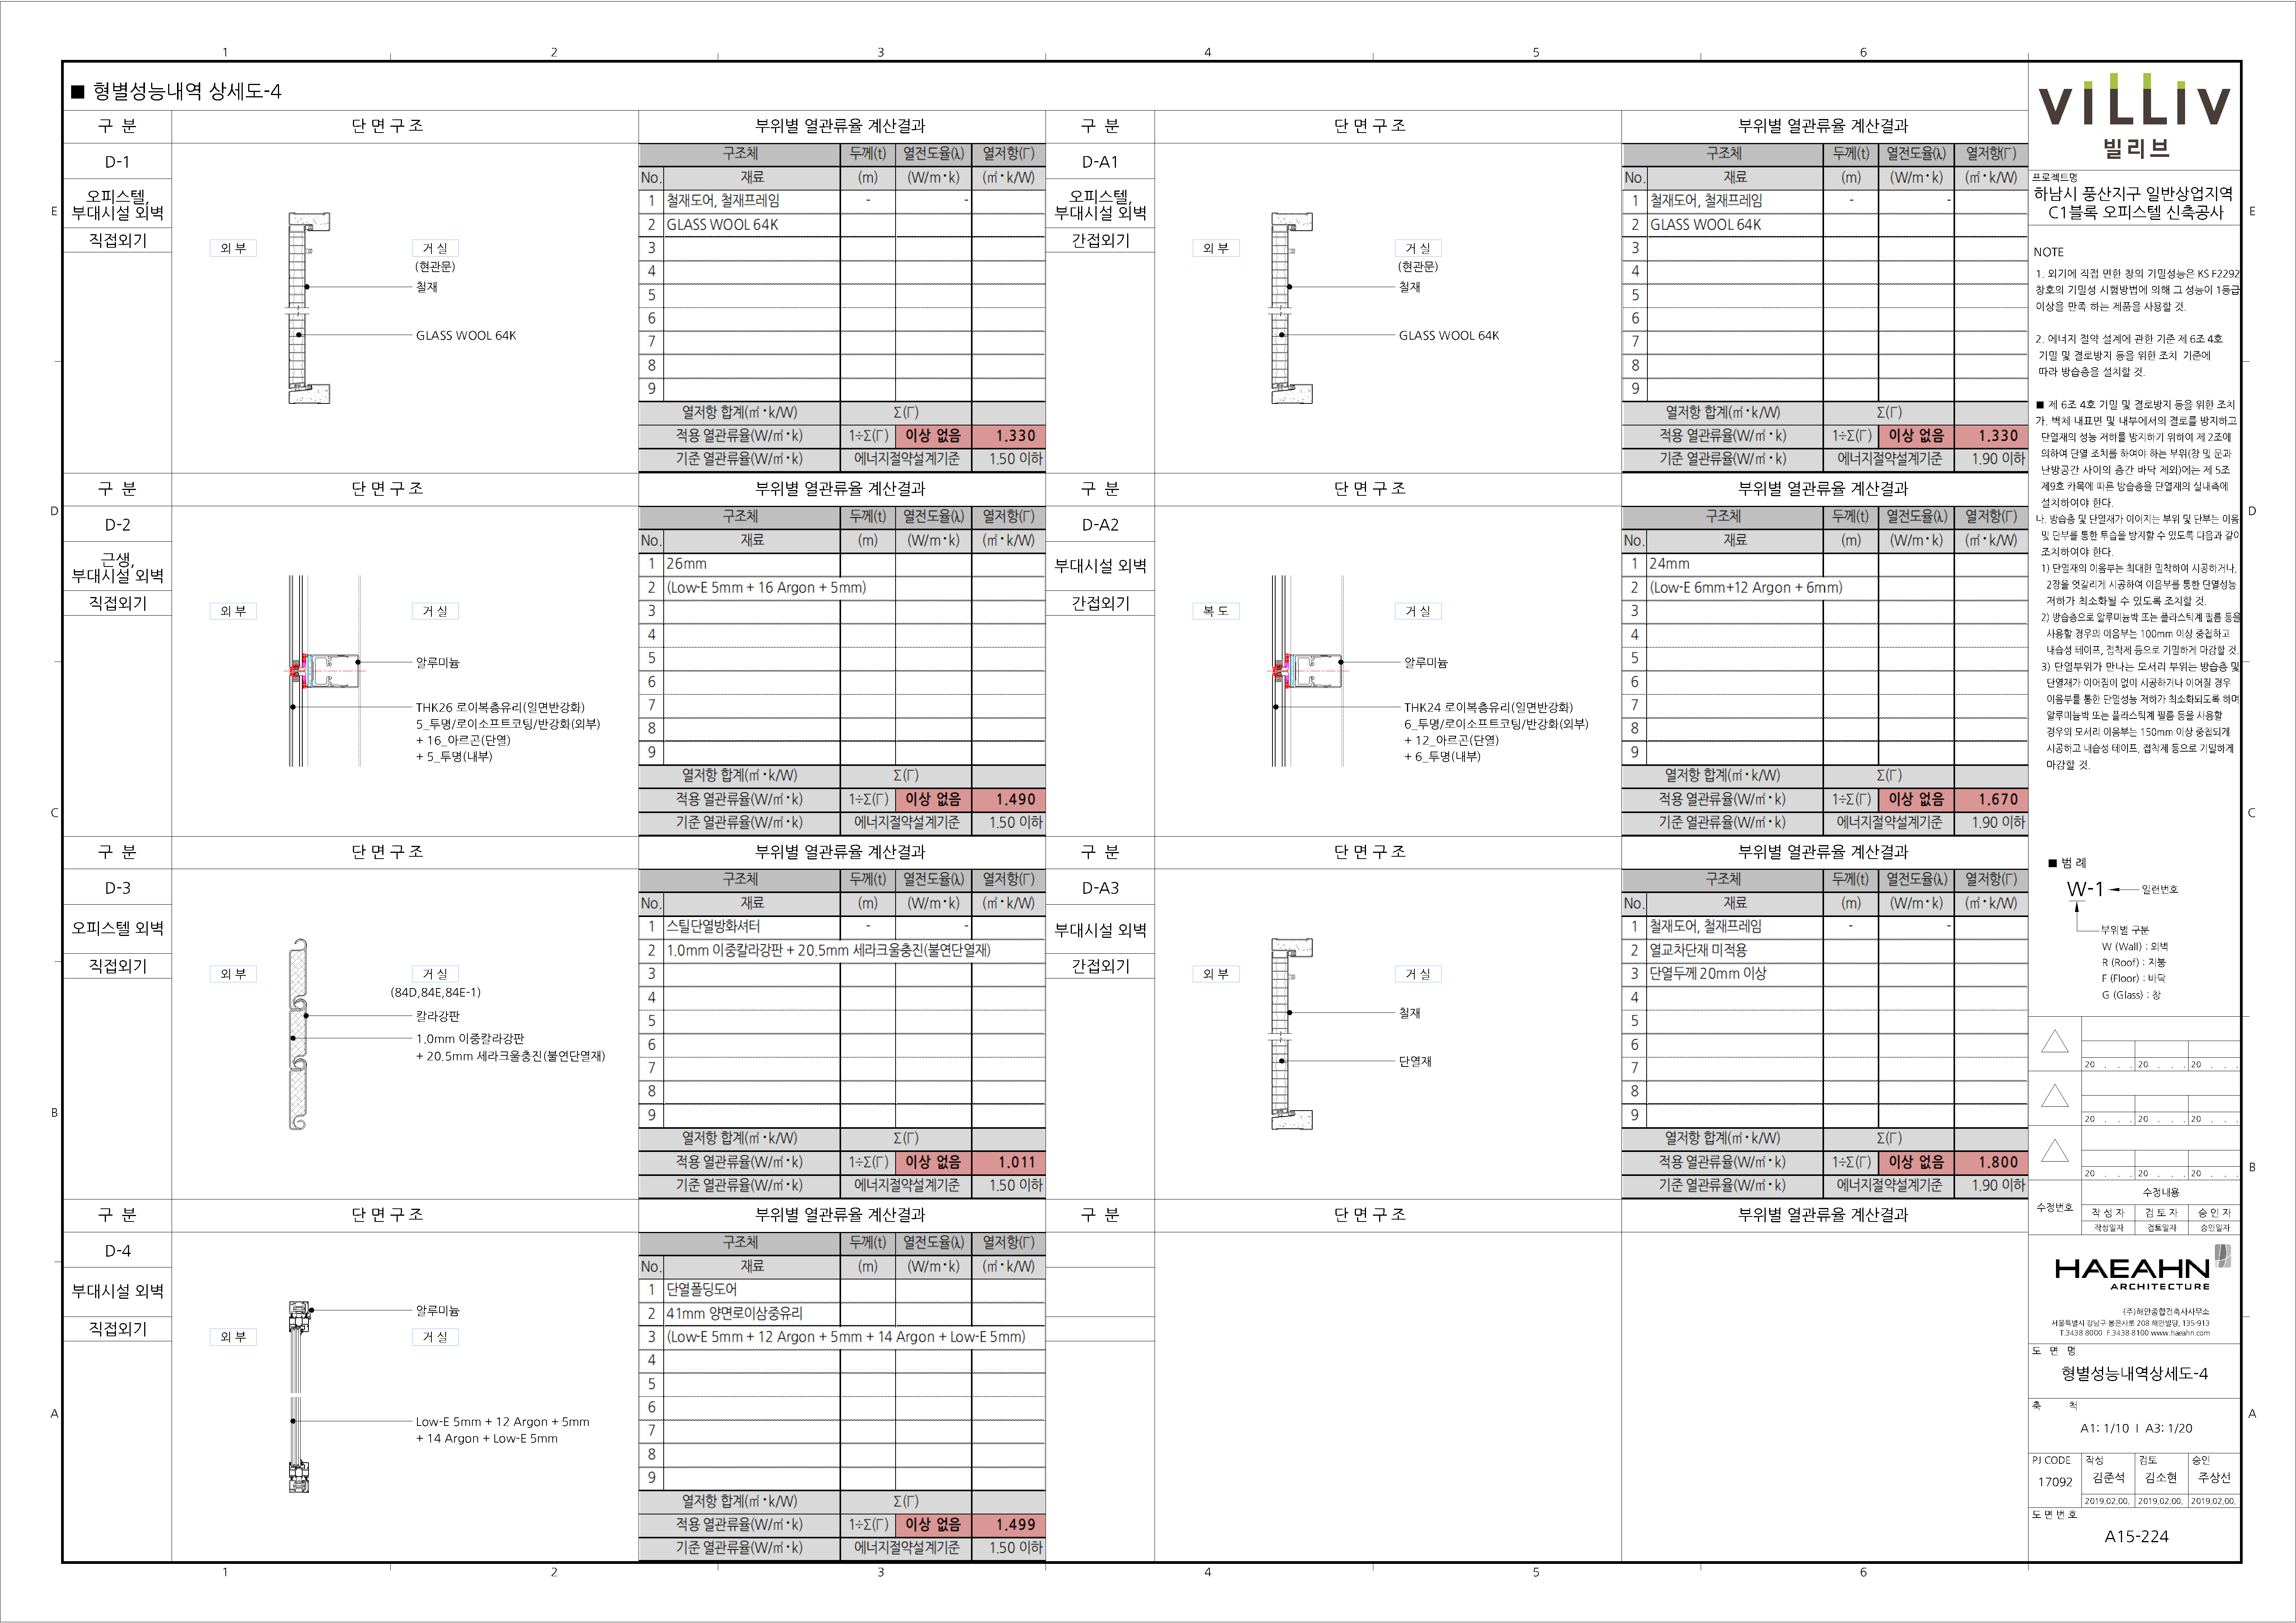 1 2 3 4 5 6
■ 형별성능내역 상세도-4
구 분 단 면 구 조 부위별 열관류율 계산결과
D-1
오피스텔,
부대시설 외벽
직접외기
외 부
거 실
(현관문)
철재
GLASS WOOL 64K
구조체 두께(t) 열전도율(λ) 열저항(Γ)
No. 재료 (m) (W/m·k) (㎡·k/W)
1 철재도어, 철재프레임 - -
2 GLASS WOOL 64K
3
4
5
6
7
8
9
열저항 합계(㎡·k/W) Σ(Γ)
적용 열관류율(W/㎡·k) 1÷Σ(Γ) 이상 없음 1.330
기준 열관류율(W/㎡·k) 에너지절약설계기준 1.50 이하
구 분 단 면 구 조 부위별 열관류율 계산결과
D-A1
오피스텔,
부대시설 외벽
간접외기
외 부
거 실
(현관문)
철재
GLASS WOOL 64K
구조체 두께(t) 열전도율(λ) 열저항(Γ)
No. 재료 (m) (W/m·k) (㎡·k/W)
1 철재도어, 철재프레임 - -
2 GLASS WOOL 64K
3
4
5
6
7
8
9
열저항 합계(㎡·k/W) Σ(Γ)
적용 열관류율(W/㎡·k) 1÷Σ(Γ) 이상 없음 1.330
기준 열관류율(W/㎡·k) 에너지절약설계기준 1.90 이하
구 분 단 면 구 조 부위별 열관류율 계산결과
D-2
근생,
부대시설 외벽
직접외기
외 부
거 실
알루미늄
THK26 로이복층유리(일면반강화)
5_투명/로이소프트코팅/반강화(외부)
+ 16_아르곤(단열)
+ 5_투명(내부)
구조체 두께(t) 열전도율(λ) 열저항(Γ)
No. 재료 (m) (W/m·k) (㎡·k/W)
1 26mm
2 (Low-E 5mm + 16 Argon + 5mm)
3
4
5
6
7
8
9
열저항 합계(㎡·k/W) Σ(Γ)
적용 열관류율(W/㎡·k) 1÷Σ(Γ) 이상 없음 1.490
기준 열관류율(W/㎡·k) 에너지절약설계기준 1.50 이하
구 분 단 면 구 조 부위별 열관류율 계산결과
D-A2
부대시설 외벽
간접외기
복 도
거 실
알루미늄
THK24 로이복층유리(일면반강화)
6_투명/로이소프트코팅/반강화(외부)
+ 12_아르곤(단열)
+ 6_투명(내부)
구조체 두께(t) 열전도율(λ) 열저항(Γ)
No. 재료 (m) (W/m·k) (㎡·k/W)
1 24mm
2 (Low-E 6mm+12 Argon + 6mm)
3
4
5
6
7
8
9
열저항 합계(㎡·k/W) Σ(Γ)
적용 열관류율(W/㎡·k) 1÷Σ(Γ) 이상 없음 1.670
기준 열관류율(W/㎡·k) 에너지절약설계기준 1.90 이하
구 분 단 면 구 조 부위별 열관류율 계산결과
D-3
오피스텔 외벽
직접외기
외 부
거 실
(84D,84E,84E-1)
칼라강판
1.0mm 이중칼라강판
+ 20.5mm 세라크울충진(불연단열재)
구조체 두께(t) 열전도율(λ) 열저항(Γ)
No. 재료 (m) (W/m·k) (㎡·k/W)
1 스틸단열방화셔터 - -
2 1.0mm 이중칼라강판 + 20.5mm 세라크울충진(불연단열재)
3
4
5
6
7
8
9
열저항 합계(㎡·k/W) Σ(Γ)
적용 열관류율(W/㎡·k) 1÷Σ(Γ) 이상 없음 1.011
기준 열관류율(W/㎡·k) 에너지절약설계기준 1.50 이하
구 분 단 면 구 조 부위별 열관류율 계산결과
D-A3
부대시설 외벽
간접외기
외 부
거 실
철재
단열재
구조체 두께(t) 열전도율(λ) 열저항(Γ)
No. 재료 (m) (W/m·k) (㎡·k/W)
1 철재도어, 철재프레임 - -
2 열교차단재 미적용
3 단열두께 20mm 이상
4
5
6
7
8
9
열저항 합계(㎡·k/W) Σ(Γ)
적용 열관류율(W/㎡·k) 1÷Σ(Γ) 이상 없음 1.800
기준 열관류율(W/㎡·k) 에너지절약설계기준 1.90 이하
구 분 단 면 구 조 부위별 열관류율 계산결과
D-4
부대시설 외벽
직접외기
알루미늄
외 부
거 실
Low-E 5mm + 12 Argon + 5mm
+ 14 Argon + Low-E 5mm
구조체 두께(t) 열전도율(λ) 열저항(Γ)
No. 재료 (m) (W/m·k) (㎡·k/W)
1 단열폴딩도어
2 41mm 양면로이삼중유리
3 (Low-E 5mm + 12 Argon + 5mm + 14 Argon + Low-E 5mm)
4
5
6
7
8
9
열저항 합계(㎡·k/W) Σ(Γ)
적용 열관류율(W/㎡·k) 1÷Σ(Γ) 이상 없음 1.499
기준 열관류율(W/㎡·k) 에너지절약설계기준 1.50 이하
구 분 단 면 구 조 부위별 열관류율 계산결과
E
D
C
B
A
E
D
C
B
A
1 2 3 4 5 6
VILLIV
빌리브
프로젝트명
하남시 풍산지구 일반상업지역
C1블록 오피스텔 신축공사
NOTE
1. 외기에 직접 면한 창의 기밀성능은 KS F2292
창호의 기밀성 시험방법에 의해 그 성능이 1등급
이상을 만족 하는 제품을 사용할 것.
2. 에너지 절약 설계에 관한 기준 제 6조 4호
기밀 및 결로방지 등을 위한 조치 기준에
따라 방습층을 설치할 것.
■ 제 6조 4호 기밀 및 결로방지 등을 위한 조치
가. 벽체 내표면 및 내부에서의 결로를 방지하고
단열재의 성능 저하를 방지하기 위하여 제 2조에
의하여 단열 조치를 하여야 하는 부위(창 및 문과
난방공간 사이의 층간 바닥 제외)에는 제 5조
제9호 카목에 따른 방습층을 단열재의 실내측에
설치하여야 한다.
나. 방습층 및 단열재가 이어지는 부위 및 단부는 이음
및 단부를 통한 투습을 방지할 수 있도록 다음과 같이
조치하여야 한다.
1) 단열재의 이음부는 최대한 밀착하여 시공하거나,
2장을 엇갈리게 시공하여 이음부를 통한 단열성능
저하가 최소화될 수 있도록 조치할 것.
2) 방습층으로 알루미늄박 또는 플라스틱계 필름 등을
사용할 경우의 이음부는 100mm 이상 중첩하고
내습성 테이프, 접착제 등으로 기밀하게 마감할 것.
3) 단열부위가 만나는 모서리 부위는 방습층 및
단열재가 이어짐이 없이 시공하거나 이어질 경우
이음부를 통한 단열성능 저하가 최소화되도록 하며
알루미늄박 또는 플라스틱계 필름 등을 사용할
경우의 모서리 이음부는 150mm 이상 중첩되게
시공하고 내습성 테이프, 접착제 등으로 기밀하게
마감할 것.
■ 범 례
W-1 일련번호
부위별 구분
W (Wall) : 외벽
R (Roof) : 지붕
F (Floor) : 바닥
G (Glass) : 창
20 . . . 20 . . . 20 . . .
20 . . . 20 . . . 20 . . .
20 . . . 20 . . . 20 . . .
수정번호 수정내용
작 성 자 검 토 자 승 인 자
작성일자 검토일자 승인일자
HAEAHN
ARCHITECTURE
(주)해안종합건축사사무소
서울특별시 강남구 봉은사로 208 해안빌딩, 135-913
T.3438 8000 F.3438 8100 www.haeahn.com
도 면 명
형별성능내역상세도-4
축 척
A1: 1/10 I A3: 1/20
PJ CODE 작성 검토 승인
17092 김준석 김소현 주상선
2019.02.00. 2019.02.00. 2019.02.00.
도 면 번 호
A15-224